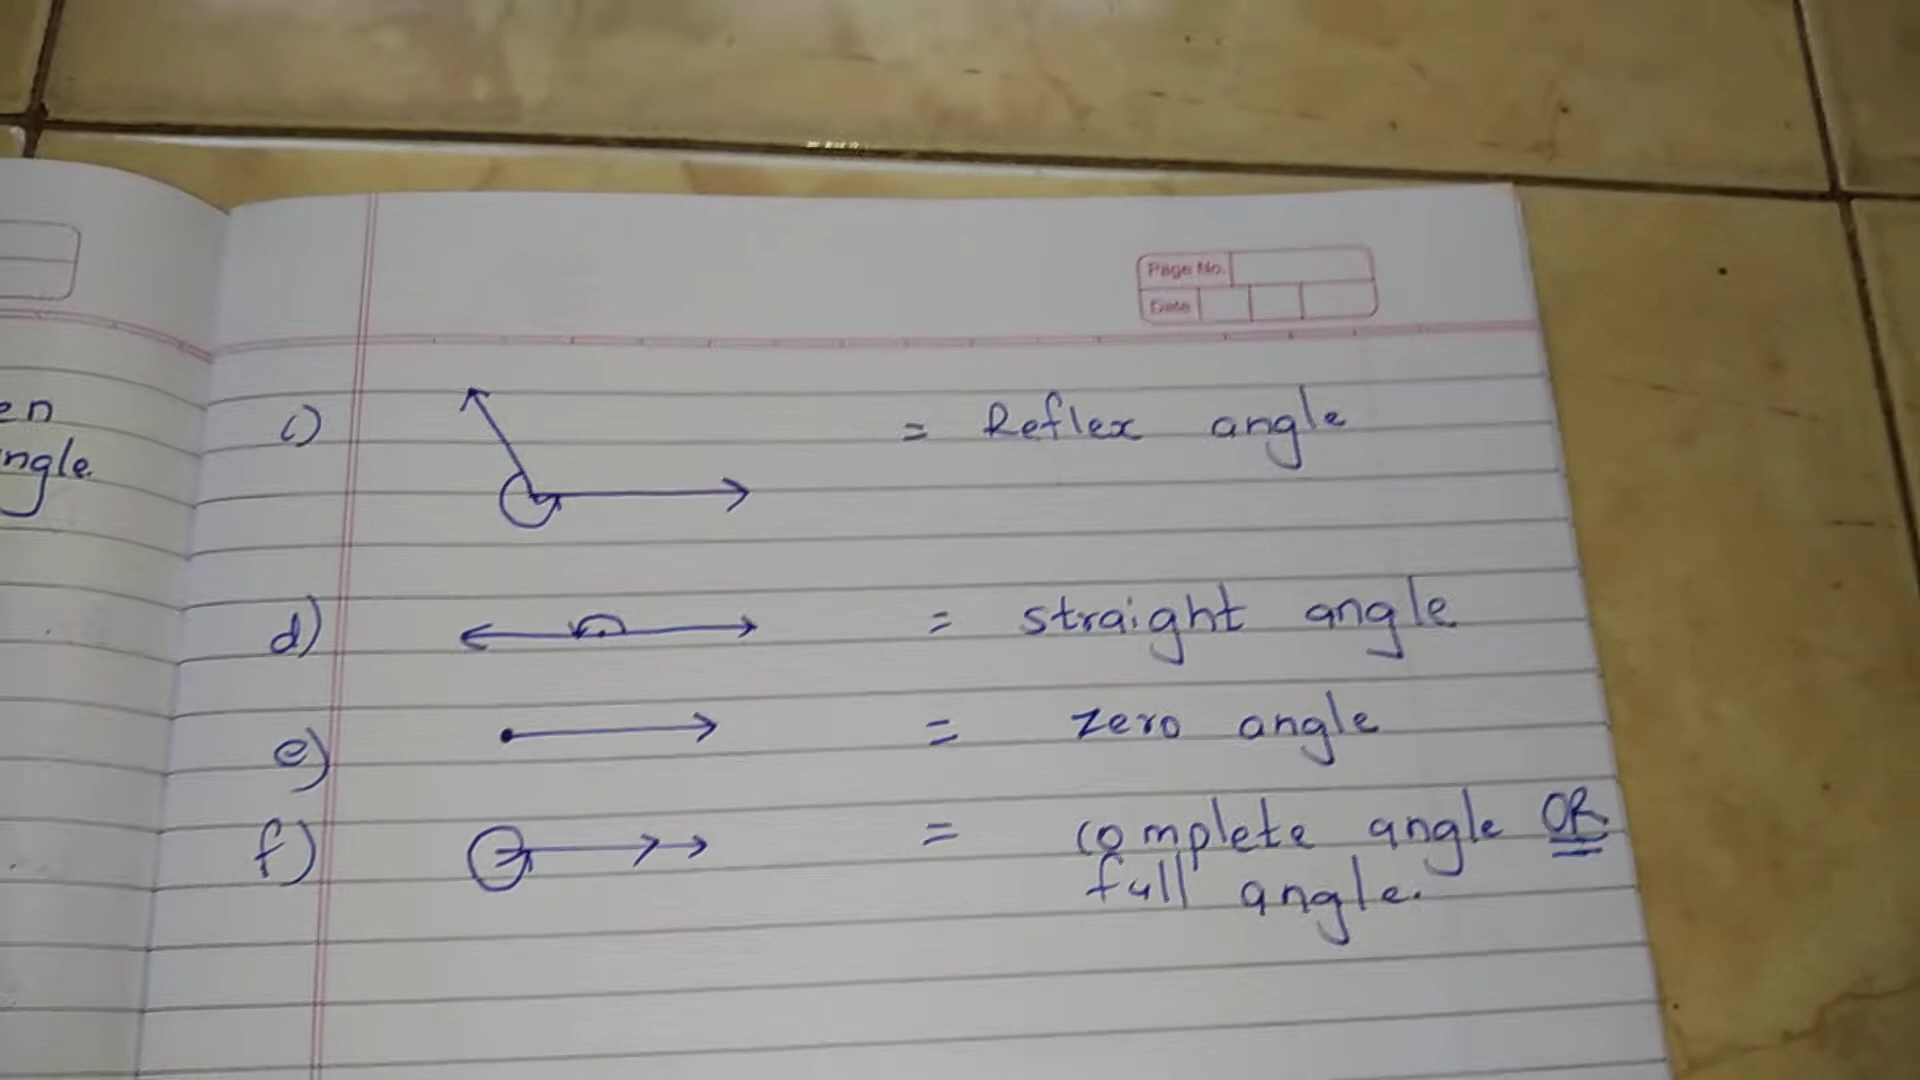 en
ngle
Page No.
Date
c) = Reflex angle
d) = straight angle
e) = zero angle
f) = complete angle OR
full angle.